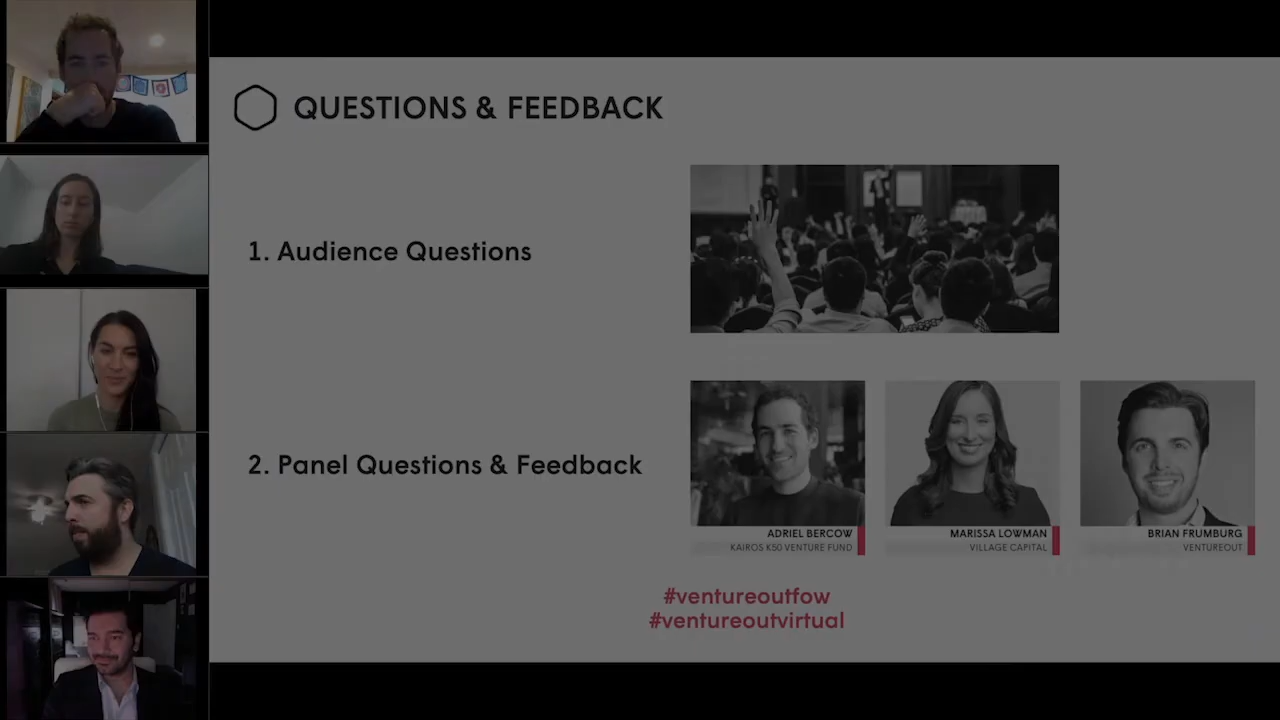 QUESTIONS & FEEDBACK
1. Audience Questions
2. Panel Questions & Feedback
ADRIEL BERCOW
KAIROS K50 VENTURE FUND
MARISSA LOWMAN
VILLAGE CAPITAL
BRIAN FRUMBURG
VENTUREOUT
#ventureoutfow
#ventureoutvirtual